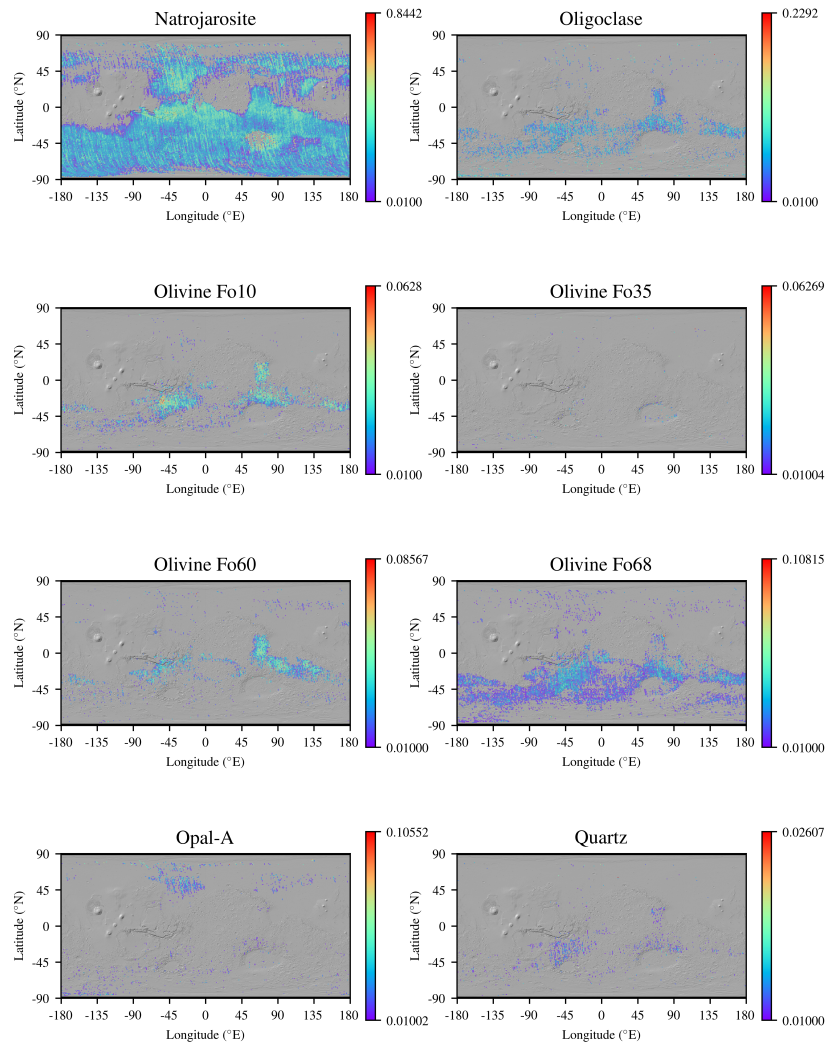 Natrojarosite
Oligoclase
90
45
0
-45
-90
Latitude (°N)
-180 -135 -90 -45 0 45 90 135 180
Longitude (°E)
0.8442
0.0100
90
45
0
-45
-90
Latitude (°N)
-180 -135 -90 -45 0 45 90 135 180
Longitude (°E)
0.2292
0.0100
Olivine Fo10
Olivine Fo35
90
45
0
-45
-90
Latitude (°N)
-180 -135 -90 -45 0 45 90 135 180
Longitude (°E)
0.0628
0.0100
90
45
0
-45
-90
Latitude (°N)
-180 -135 -90 -45 0 45 90 135 180
Longitude (°E)
0.06269
0.01004
Olivine Fo60
Olivine Fo68
90
45
0
-45
-90
Latitude (°N)
-180 -135 -90 -45 0 45 90 135 180
Longitude (°E)
0.08567
0.01000
90
45
0
-45
-90
Latitude (°N)
-180 -135 -90 -45 0 45 90 135 180
Longitude (°E)
0.10815
0.01000
Opal-A
Quartz
90
45
0
-45
-90
Latitude (°N)
-180 -135 -90 -45 0 45 90 135 180
Longitude (°E)
0.10552
0.01002
90
45
0
-45
-90
Latitude (°N)
-180 -135 -90 -45 0 45 90 135 180
Longitude (°E)
0.02607
0.01000